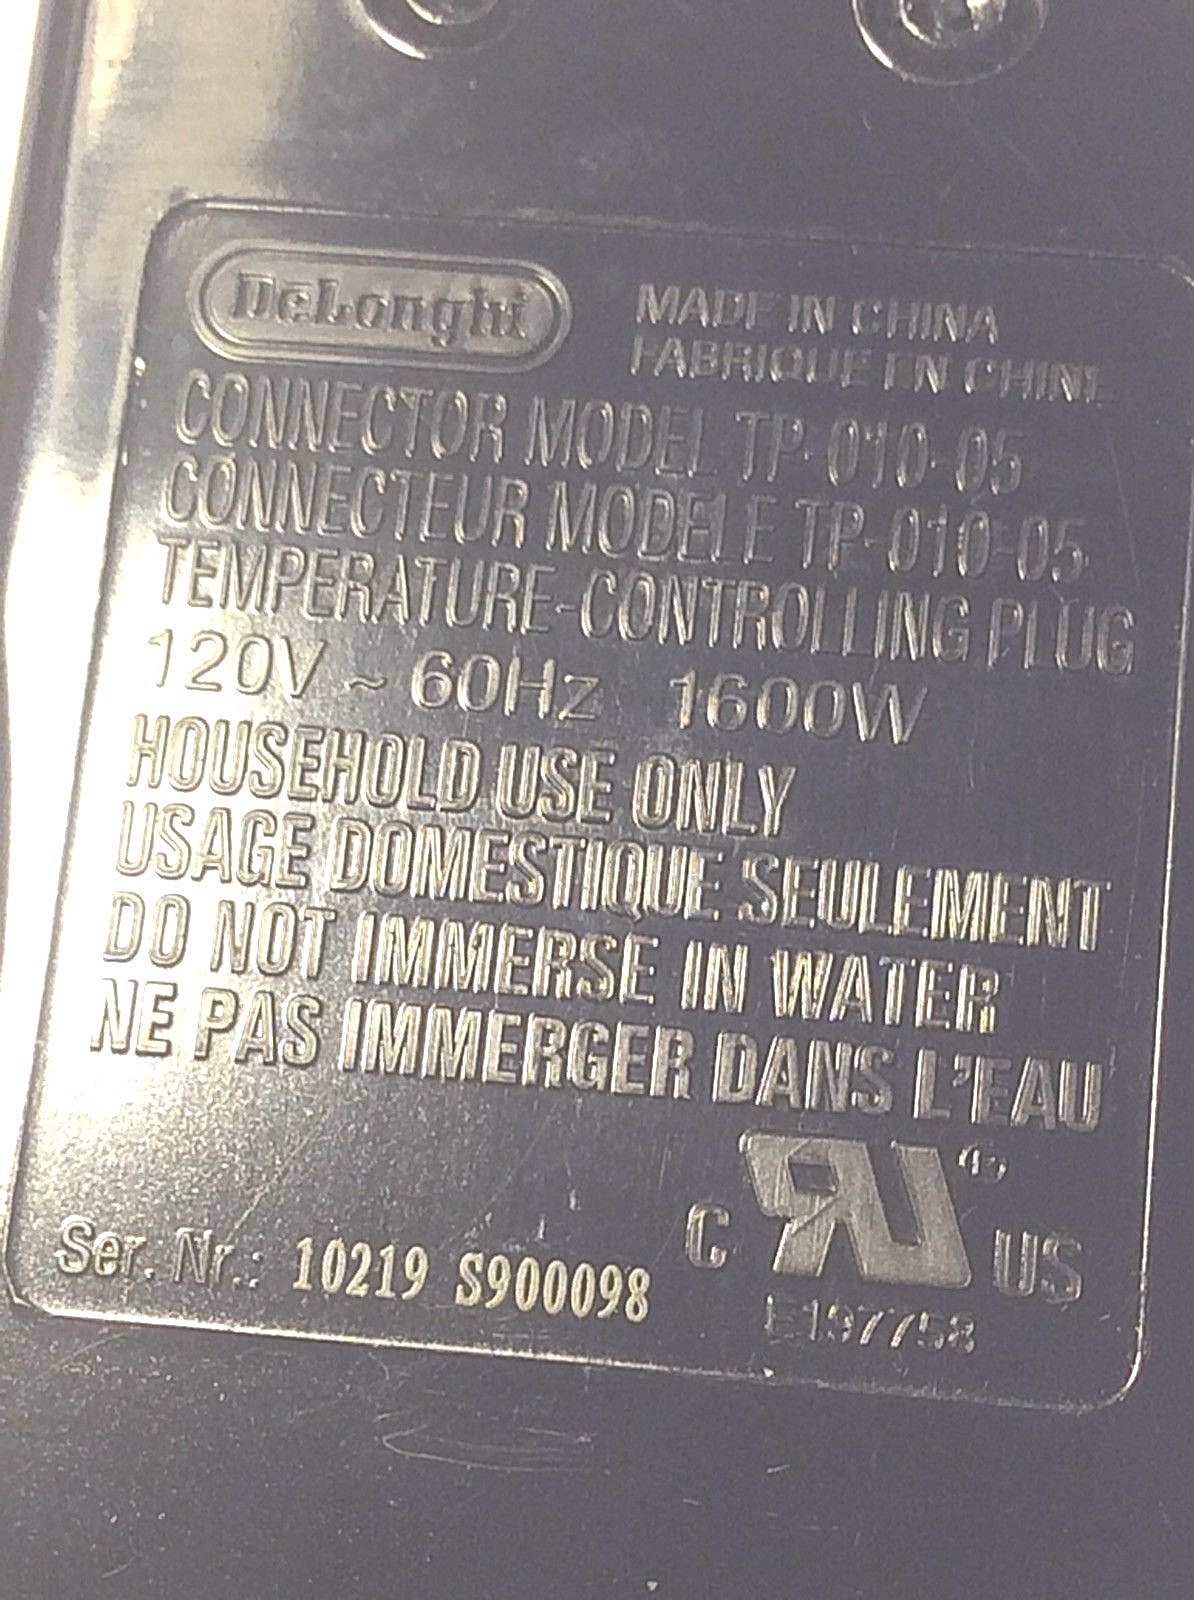 DeLonghi
MADE IN CHINA
FABRIQUE EN CHINE
CONNECTOR MODEL TP-010-05
CONNECTEUR MODELE TP-010-05
TEMPERATURE-CONTROLLING PLUG
120V ~ 60Hz 1600W
HOUSEHOLD USE ONLY
USAGE DOMESTIQUE SEULEMENT
DO NOT IMMERSE IN WATER
NE PAS IMMERGER DANS L'EAU
C RU ® US
Ser. Nr.: 10219 S900098
E197758